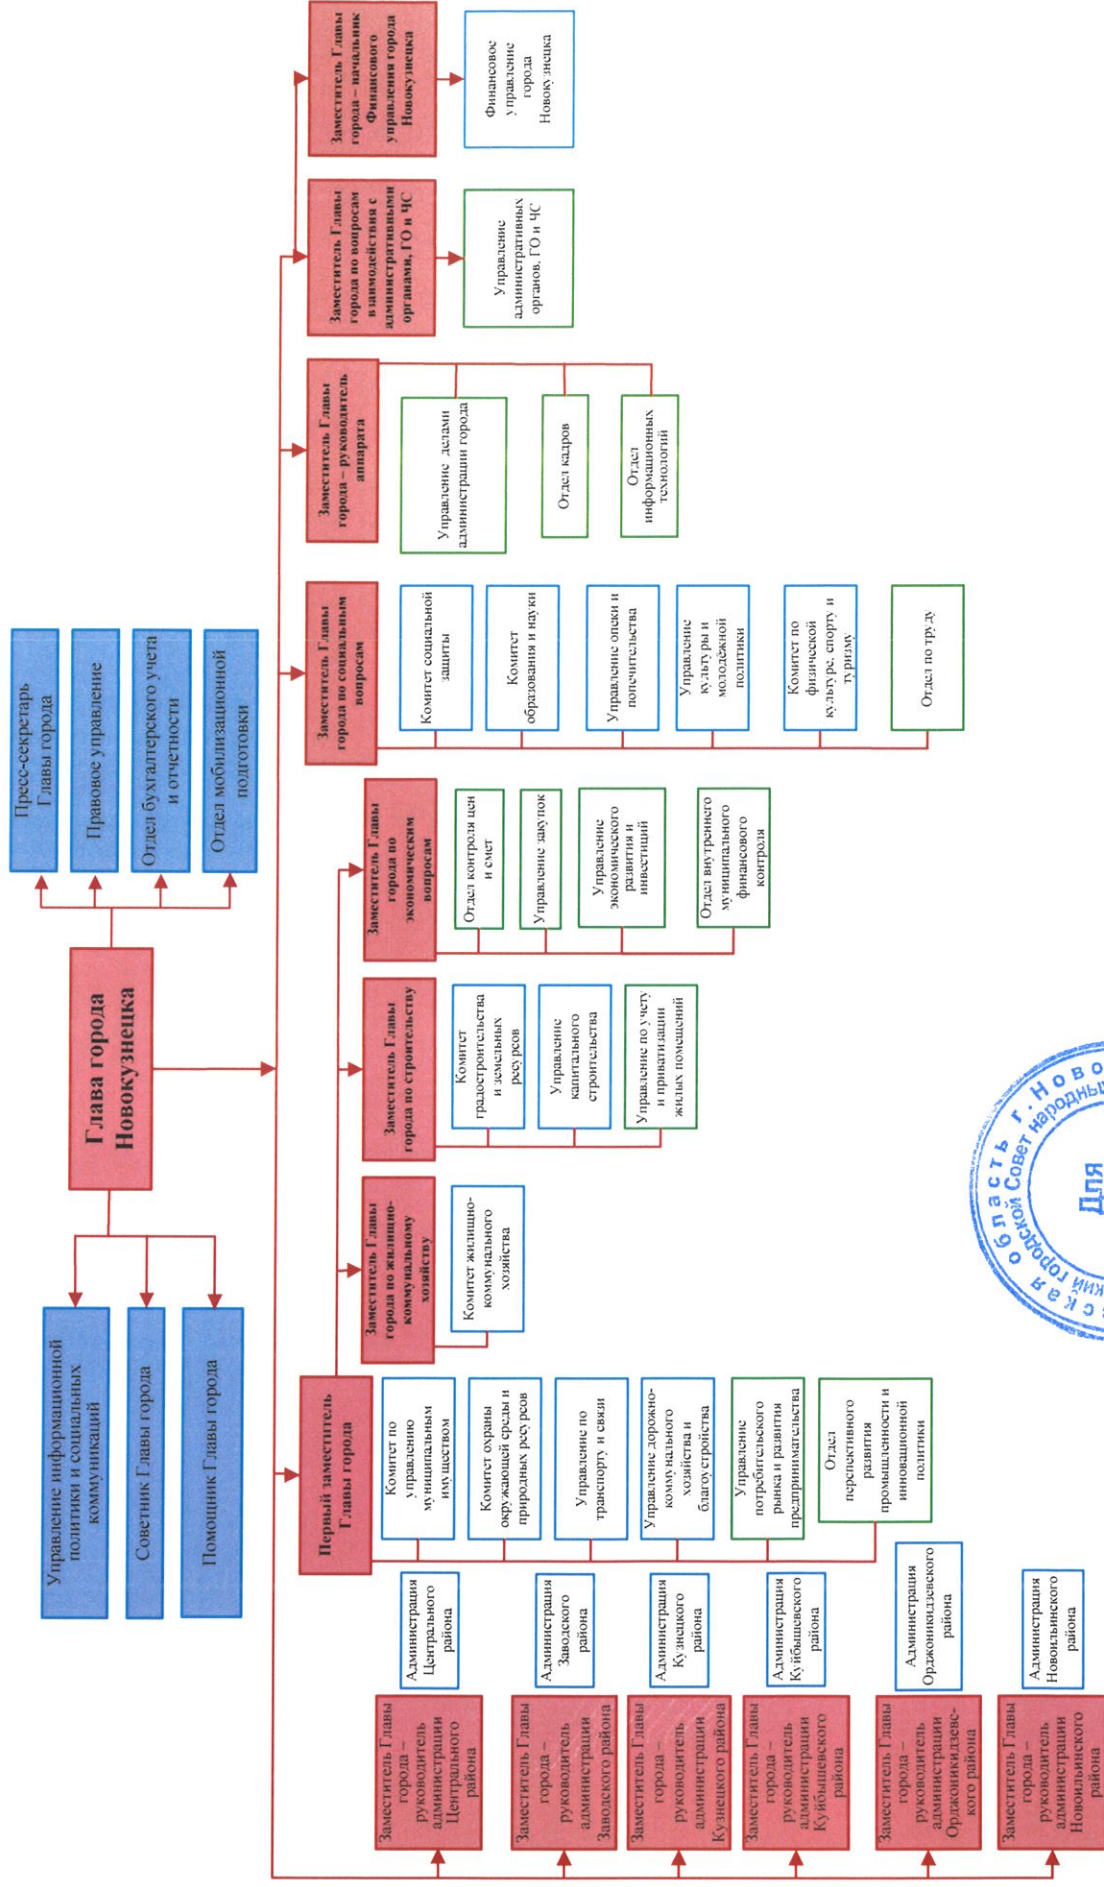 Глава города
Новокузнецка
Управление информационной
политики и социальных
коммуникаций
Советник Главы города
Помощник Главы города
Пресс-секретарь
Главы города
Правовое управление
Отдел бухгалтерского учета
и отчетности
Отдел мобилизационной
подготовки
Заместитель Главы
города –
руководитель
администрации
Центрального
района
Администрация
Центрального
района
Заместитель Главы
города –
руководитель
администрации
Заводского района
Администрация
Заводского
района
Заместитель Главы
города –
руководитель
администрации
Кузнецкого района
Администрация
Кузнецкого
района
Заместитель Главы
города –
руководитель
администрации
Куйбышевского
района
Администрация
Куйбышевского
района
Заместитель Главы
города –
руководитель
администрации
Орджоникидзевс-
кого района
Администрация
Орджоникидзевского
района
Заместитель Главы
города –
руководитель
администрации
Новоильинского
района
Администрация
Новоильинского
района
Первый заместитель
Главы города
Комитет по
управлению
муниципальным
имуществом
Комитет охраны
окружающей среды и
природных ресурсов
Управление по
транспорту и связи
Управление дорожно-
коммунального
хозяйства и
благоустройства
Управление
потребительского
рынка и развития
предпринимательства
Отдел
перспективного
развития
промышленности и
инновационной
политики
Заместитель Главы
города по жилищно-
коммунальному
хозяйству
Комитет жилищно-
коммунального
хозяйства
Заместитель Главы
города по строительству
Комитет
градостроительства
и земельных
ресурсов
Управление
капитального
строительства
Управление по учету
и приватизации
жилых помещений
Заместитель Главы
города по
экономическим
вопросам
Отдел контроля цен
и смет
Управление закупок
Управление
экономического
развития и
инвестиций
Отдел внутреннего
муниципального
финансового
контроля
Заместитель Главы
города по социальным
вопросам
Комитет социальной
защиты
Комитет
образования и науки
Управление опеки и
попечительства
Управление
культуры и
молодёжной
политики
Комитет по
физической
культуре, спорту и
туризму
Отдел по труду
Заместитель Главы
города – руководитель
аппарата
Управление делами
администрации города
Отдел кадров
Отдел
информационных
технологий
Заместитель Главы
города по вопросам
взаимодействия с
административными
органами, ГО и ЧС
Управление
административных
органов, ГО и ЧС
Заместитель Главы
города – начальник
Финансового
управления города
Новокузнецка
Финансовое
управление
города
Новокузнецка
область г.
городской Совет
Для